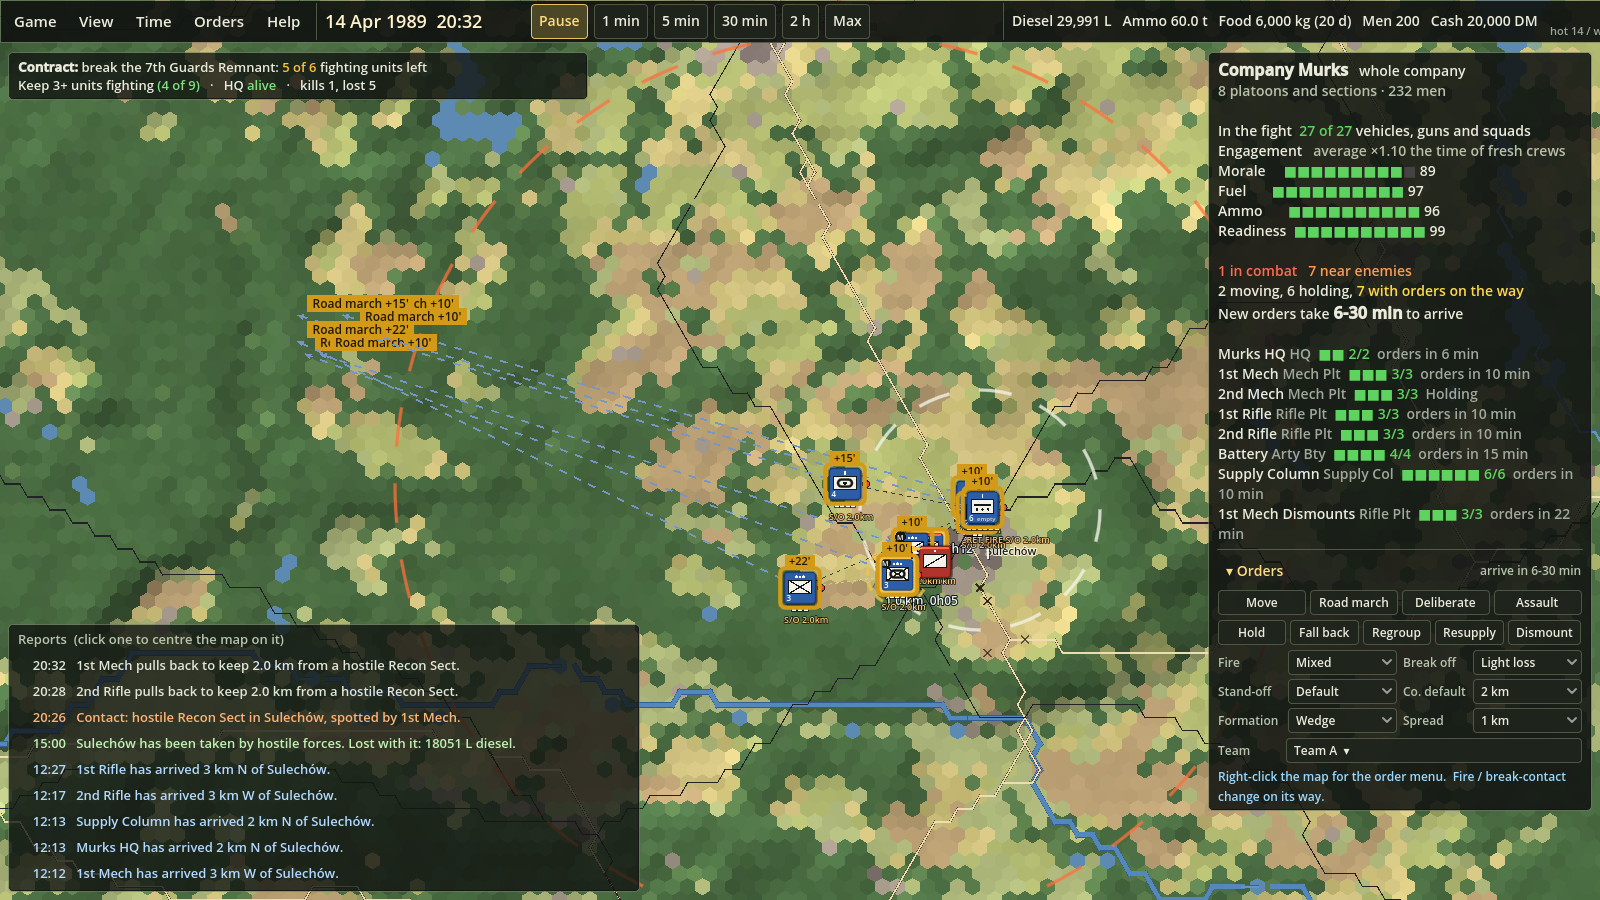 Game View Time Orders Help 14 Apr 1989 20:32 Pause 1 min 5 min 30 min 2 h Max Diesel 29,991 L Ammo 60.0 t Food 6,000 kg (20 d) Men 200 Cash 20,000 DM
hot 14 / w
Contract: break the 7th Guards Remnant: 5 of 6 fighting units left
Keep 3+ units fighting (4 of 9) · HQ alive · kills 1, lost 5
Company Murks whole company
8 platoons and sections · 232 men
In the fight 27 of 27 vehicles, guns and squads
Engagement average ×1.10 the time of fresh crews
Morale 89
Fuel 97
Ammo 96
Readiness 99
1 in combat 7 near enemies
2 moving, 6 holding, 7 with orders on the way
New orders take 6-30 min to arrive
Murks HQ HQ 2/2 orders in 6 min
1st Mech Mech Plt 3/3 orders in 10 min
2nd Mech Mech Plt 3/3 Holding
1st Rifle Rifle Plt 3/3 orders in 10 min
2nd Rifle Rifle Plt 3/3 orders in 10 min
Battery Arty Bty 4/4 orders in 15 min
Supply Column Supply Col 6/6 orders in
10 min
1st Mech Dismounts Rifle Plt 3/3 orders in 22
min
▾ Orders arrive in 6-30 min
Move Road march Deliberate Assault
Hold Fall back Regroup Resupply Dismount
Fire Mixed Break off Light loss
Stand-off Default Co. default 2 km
Formation Wedge Spread 1 km
Team Team A ▾
Right-click the map for the order menu. Fire / break-contact
change on its way.
Road march +15' ch +10'
Road march +10'
Road march +22'
Road march +10'
+15'
4
S/O 2.0km
+10'
+10'
6 empty
RET FIRE S/O 2.0km
sulechów
+10'
M
+10'
M
3
S/O 2.0km
0h05
+22'
3
S/O 2.0km
Reports (click one to centre the map on it)
20:32 1st Mech pulls back to keep 2.0 km from a hostile Recon Sect.
20:28 2nd Rifle pulls back to keep 2.0 km from a hostile Recon Sect.
20:26 Contact: hostile Recon Sect in Sulechów, spotted by 1st Mech.
15:00 Sulechów has been taken by hostile forces. Lost with it: 18051 L diesel.
12:27 1st Rifle has arrived 3 km N of Sulechów.
12:17 2nd Rifle has arrived 3 km W of Sulechów.
12:13 Supply Column has arrived 2 km N of Sulechów.
12:13 Murks HQ has arrived 2 km N of Sulechów.
12:12 1st Mech has arrived 3 km W of Sulechów.